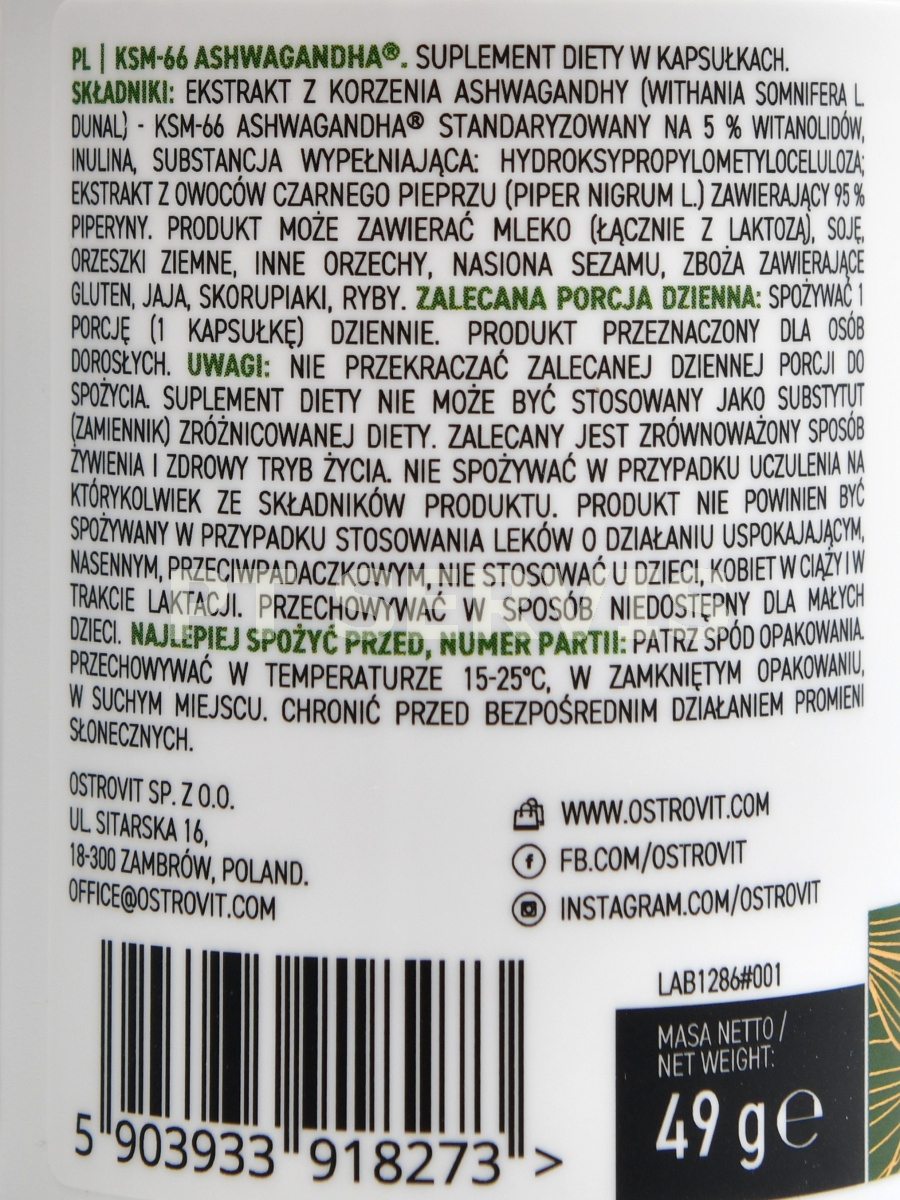 PL | KSM-66 ASHWAGANDHA®. SUPLEMENT DIETY W KAPSUŁKACH.
SKŁADNIKI: EKSTRAKT Z KORZENIA ASHWAGANDHY (WITHANIA SOMNIFERA L.
DUNAL) - KSM-66 ASHWAGANDHA® STANDARYZOWANY NA 5 % WITANOLIDÓW,
INULINA, SUBSTANCJA WYPEŁNIAJĄCA: HYDROKSYPROPYLOMETYLOCELULOZA;
EKSTRAKT Z OWOCÓW CZARNEGO PIEPRZU (PIPER NIGRUM L.) ZAWIERAJĄCY 95 %
PIPERYNY. PRODUKT MOŻE ZAWIERAĆ MLEKO (ŁĄCZNIE Z LAKTOZĄ), SOJĘ,
ORZESZKI ZIEMNE, INNE ORZECHY, NASIONA SEZAMU, ZBOŻA ZAWIERAJĄCE
GLUTEN, JAJA, SKORUPIAKI, RYBY. ZALECANA PORCJA DZIENNA: SPOŻYWAĆ 1
PORCJĘ (1 KAPSUŁKĘ) DZIENNIE. PRODUKT PRZEZNACZONY DLA OSÓB
DOROSŁYCH. UWAGI: NIE PRZEKRACZAĆ ZALECANEJ DZIENNEJ PORCJI DO
SPOŻYCIA. SUPLEMENT DIETY NIE MOŻE BYĆ STOSOWANY JAKO SUBSTYTUT
(ZAMIENNIK) ZRÓŻNICOWANEJ DIETY. ZALECANY JEST ZRÓWNOWAŻONY SPOSÓB
ŻYWIENIA I ZDROWY TRYB ŻYCIA. NIE SPOŻYWAĆ W PRZYPADKU UCZULENIA NA
KTÓRYKOLWIEK ZE SKŁADNIKÓW PRODUKTU. PRODUKT NIE POWINIEN BYĆ
SPOŻYWANY W PRZYPADKU STOSOWANIA LEKÓW O DZIAŁANIU USPOKAJAJĄCYM,
NASENNYM, PRZECIWPADACZKOWYM, NIE STOSOWAĆ U DZIECI, KOBIET W CIĄŻY I W
TRAKCIE LAKTACJI. PRZECHOWYWAĆ W SPOSÓB NIEDOSTĘPNY DLA MAŁYCH
DZIECI. NAJLEPIEJ SPOŻYĆ PRZED, NUMER PARTII: PATRZ SPÓD OPAKOWANIA.
PRZECHOWYWAĆ W TEMPERATURZE 15-25°C, W ZAMKNIĘTYM OPAKOWANIU,
W SUCHYM MIEJSCU. CHRONIĆ PRZED BEZPOŚREDNIM DZIAŁANIEM PROMIENI
SŁONECZNYCH.
OSTROVIT SP. Z O.O.
UL. SITARSKA 16,
18-300 ZAMBRÓW, POLAND.
OFFICE@OSTROVIT.COM
WWW.OSTROVIT.COM
FB.COM/OSTROVIT
INSTAGRAM.COM/OSTROVIT
LAB1286#001
MASA NETTO /
NET WEIGHT:
49 g ℮
5 903933 918273 >